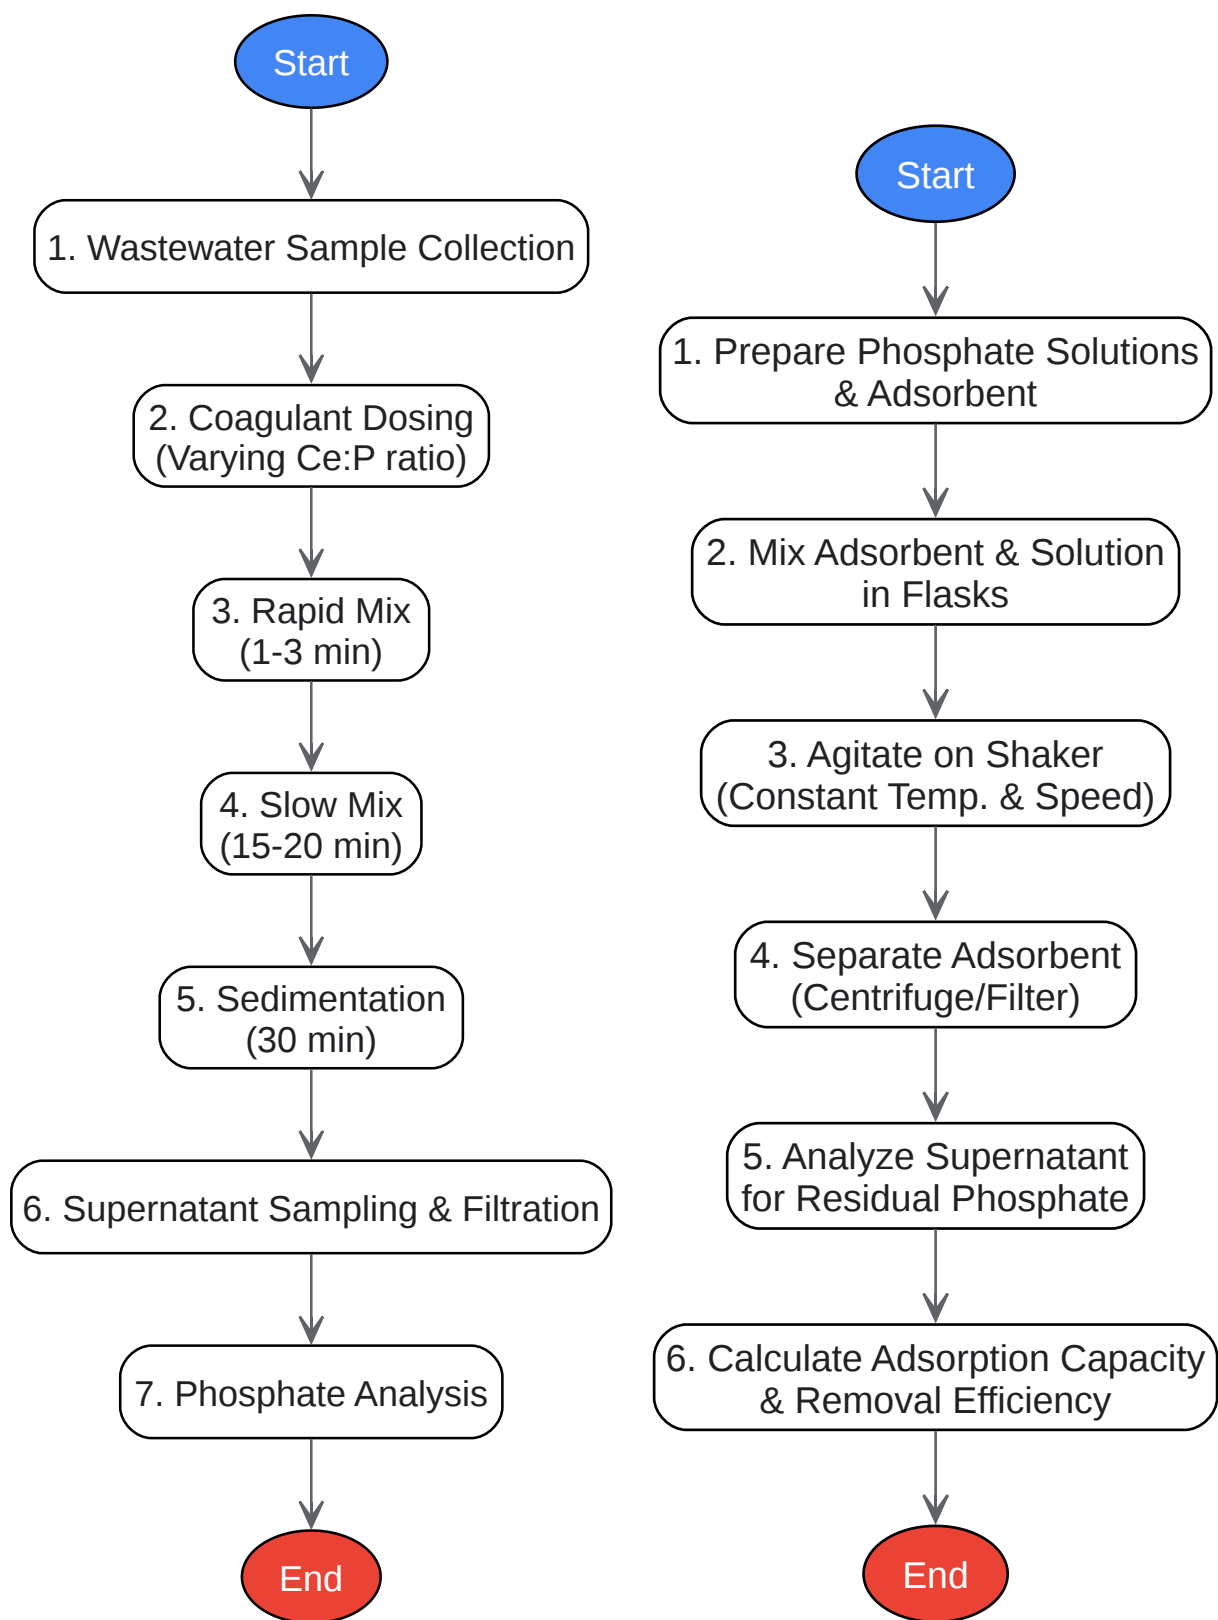 Start
1. Wastewater Sample Collection
2. Coagulant Dosing
(Varying Ce:P ratio)
3. Rapid Mix
(1-3 min)
4. Slow Mix
(15-20 min)
5. Sedimentation
(30 min)
6. Supernatant Sampling & Filtration
7. Phosphate Analysis
End
Start
1. Prepare Phosphate Solutions
& Adsorbent
2. Mix Adsorbent & Solution
in Flasks
3. Agitate on Shaker
(Constant Temp. & Speed)
4. Separate Adsorbent
(Centrifuge/Filter)
5. Analyze Supernatant
for Residual Phosphate
6. Calculate Adsorption Capacity
& Removal Efficiency
End